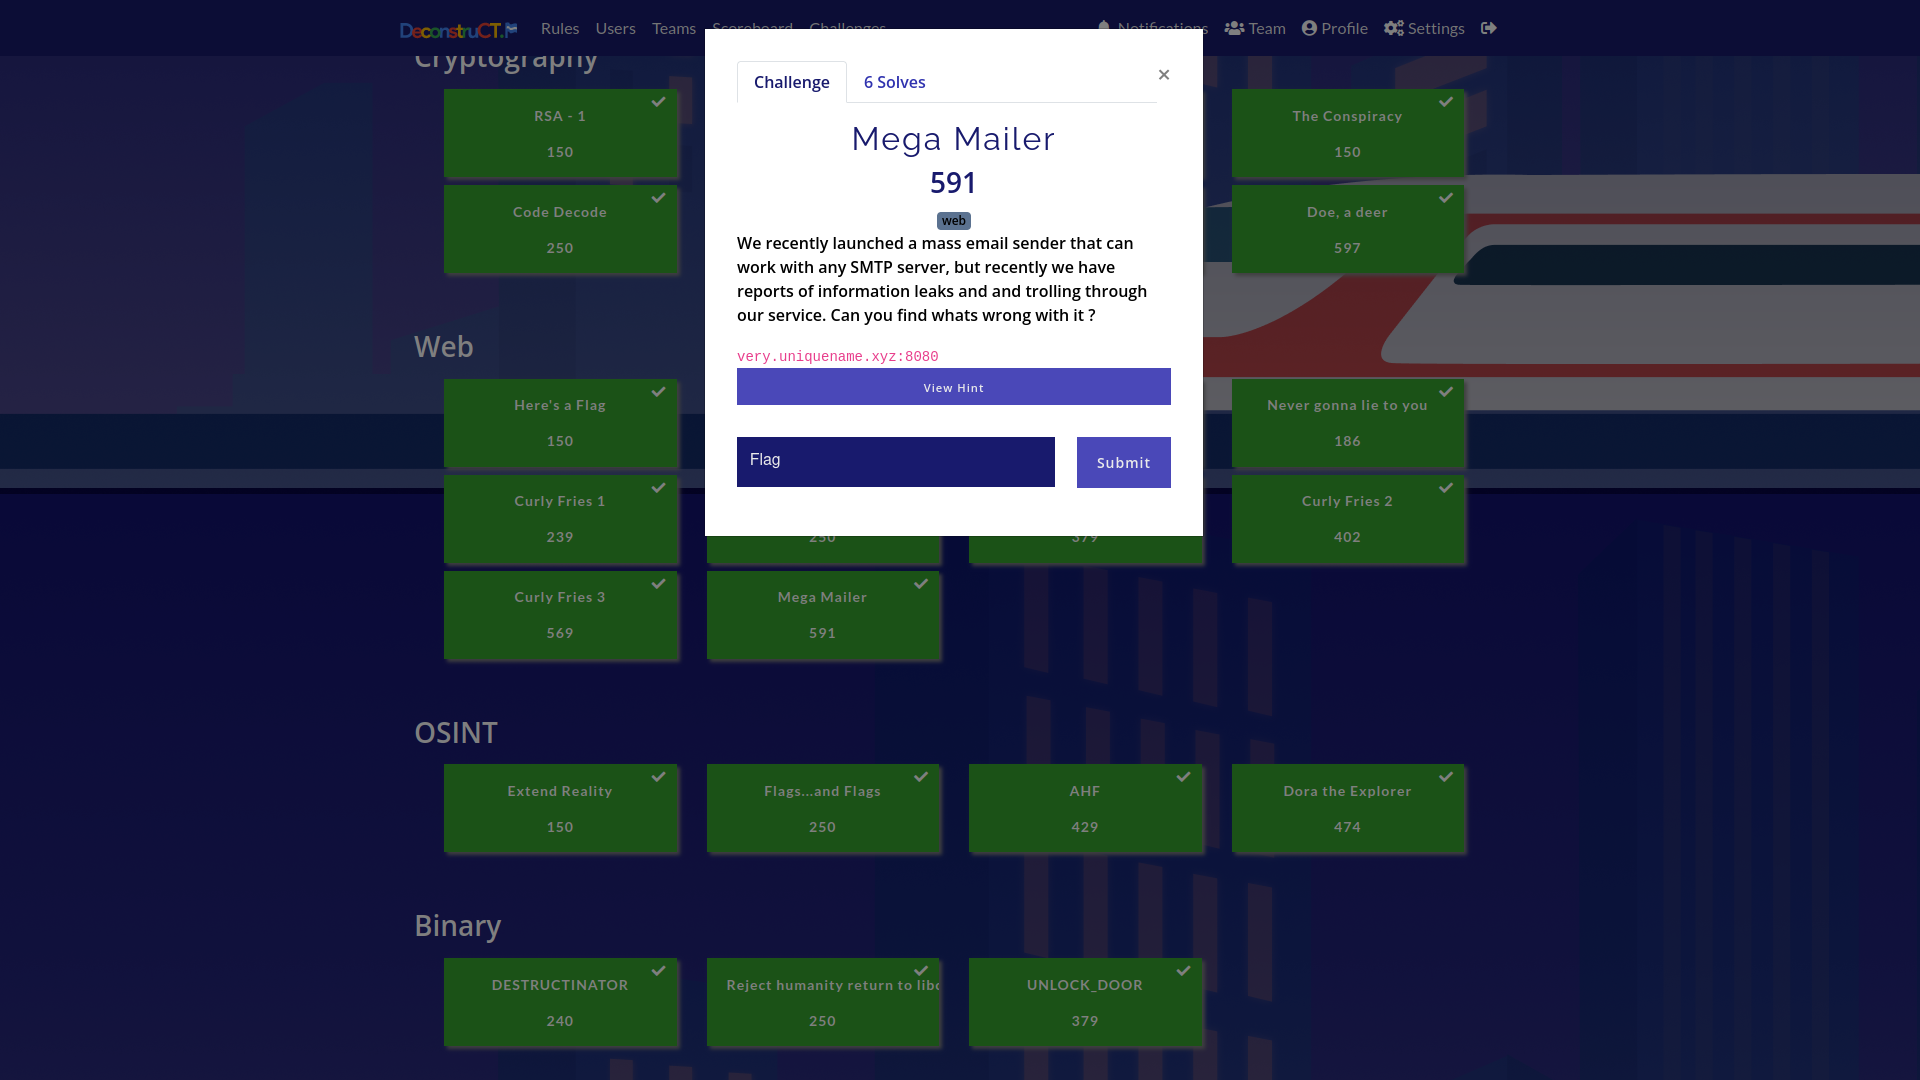 DeconstruCT.F Rules Users Teams Scoreboard Challenges Notifications Team Profile Settings
Cryptography
RSA - 1
150
The Conspiracy
150
Code Decode
250
Doe, a deer
597
Challenge
6 Solves
×
Mega Mailer
591
web
We recently launched a mass email sender that can
work with any SMTP server, but recently we have
reports of information leaks and and trolling through
our service. Can you find whats wrong with it ?
very.uniquename.xyz:8080
View Hint
Flag
Submit
Web
Here's a Flag
150
Never gonna lie to you
186
Curly Fries 1
239
250
379
Curly Fries 2
402
Curly Fries 3
569
Mega Mailer
591
OSINT
Extend Reality
150
Flags...and Flags
250
AHF
429
Dora the Explorer
474
Binary
DESTRUCTINATOR
240
Reject humanity return to libc
250
UNLOCK_DOOR
379